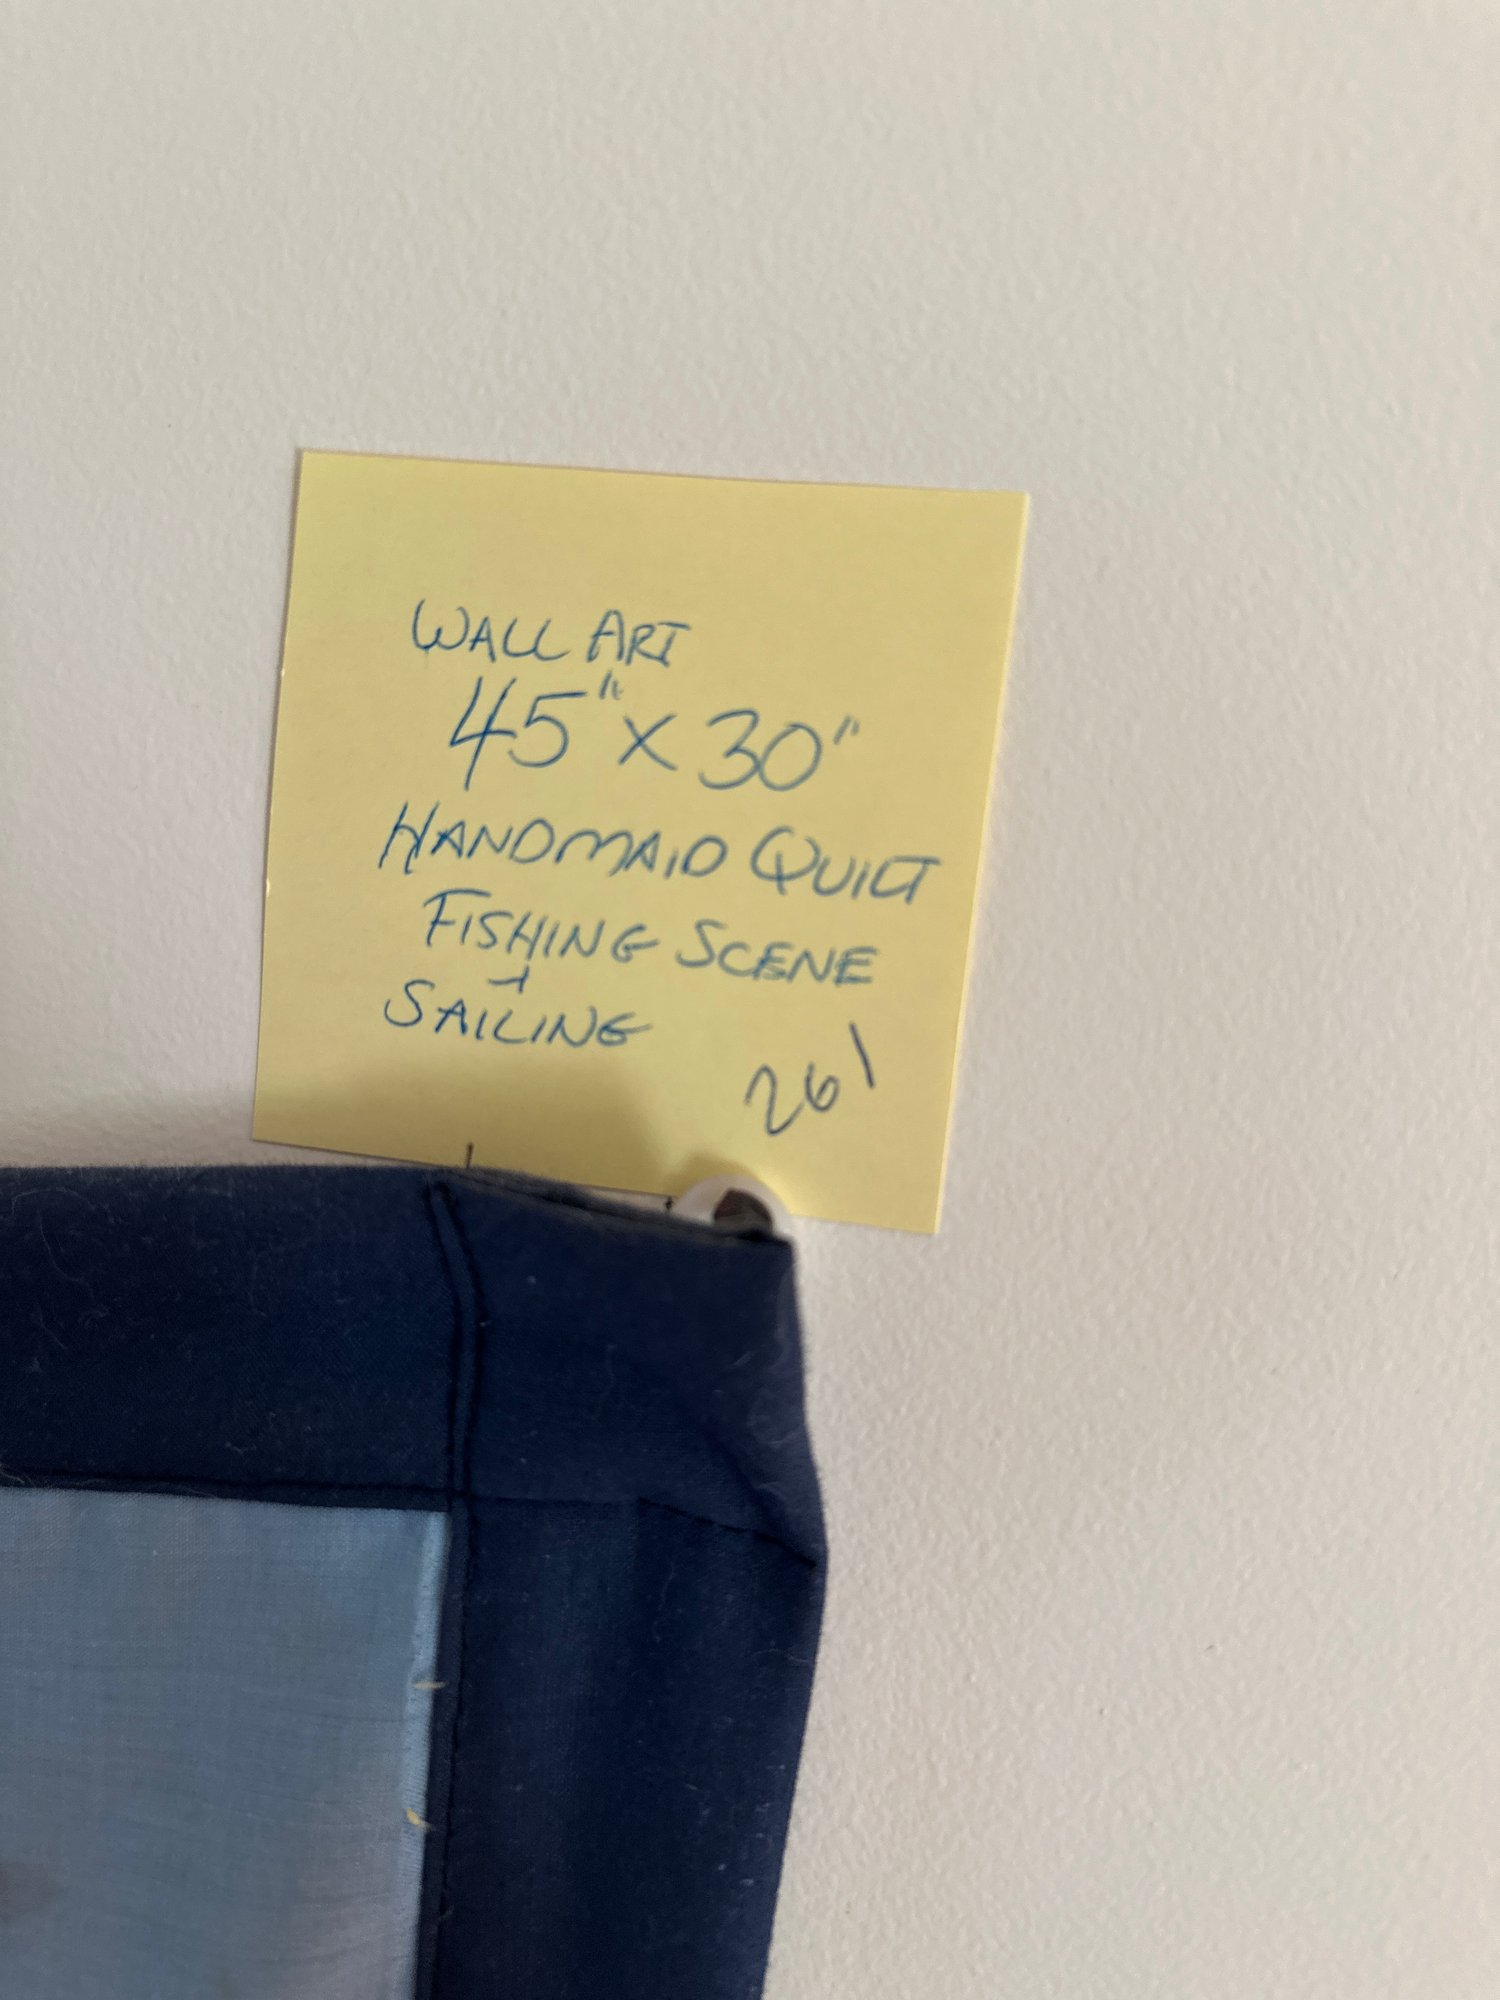 WALL ART
45" x 30"
HANDMAID QUILT
FISHING SCENE
+
SAILING
261